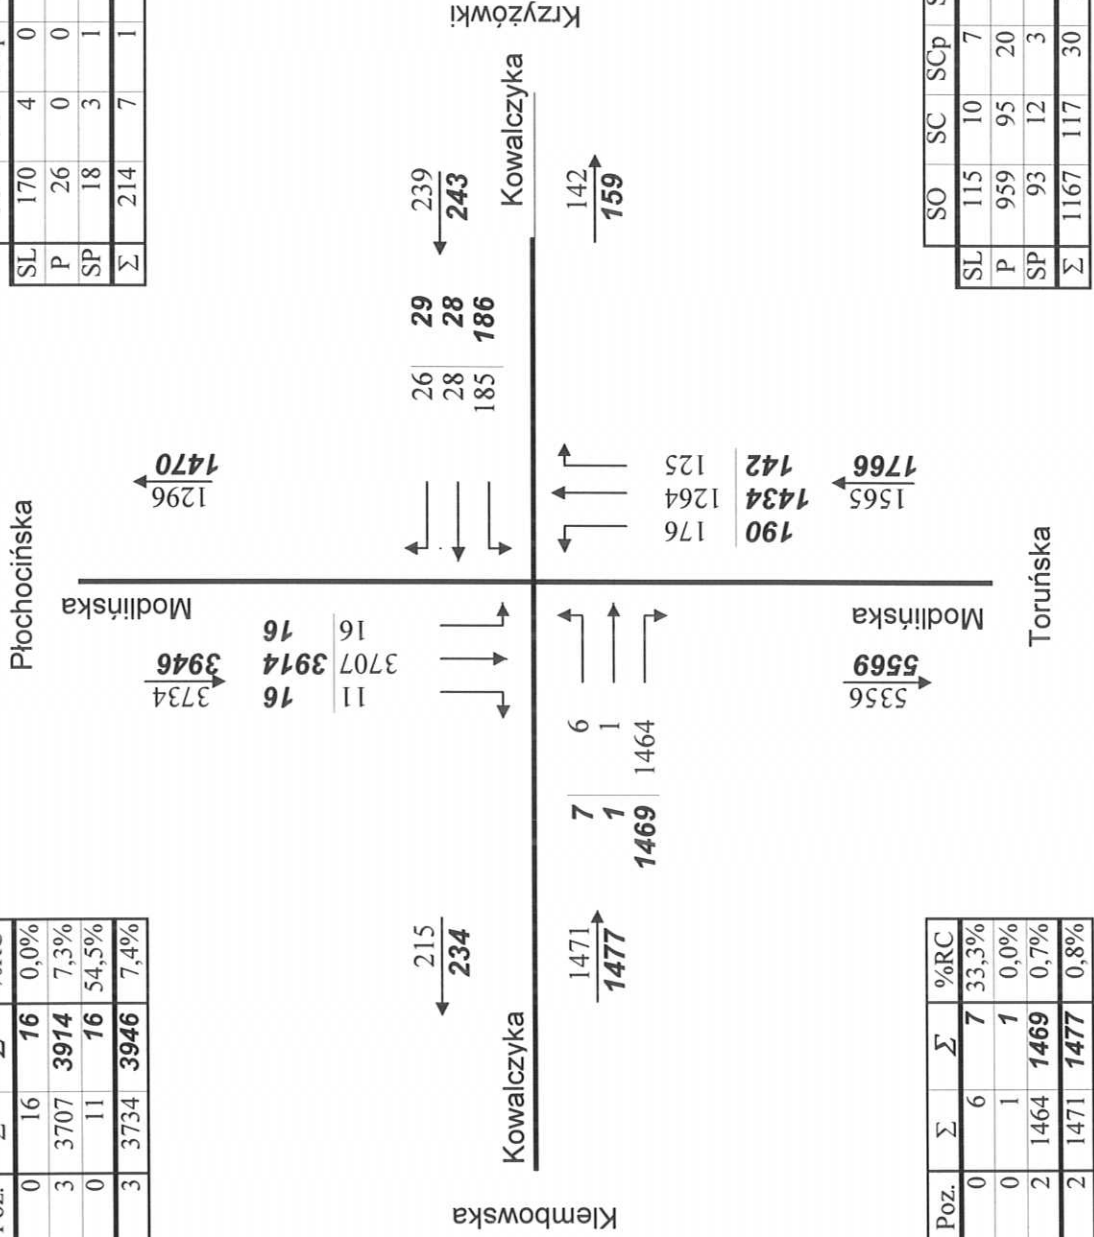 SL 170 4 0
P 26 0 0
SP 18 3 1
Σ 214 7 1
Krzyżówki
SO SC SCp
SL 115 10 7
P 959 95 20
SP 93 12 3
Σ 1167 117 30
Kowalczyka
239
243
142
159
26 29
28 28
185 186
Płochocińska
Modlińska
1296
1470
3734
3946
11 3707 16
16 3914 16
176 1264 125
190 1434 142
1565
1766
Modlińska
5356
5569
Toruńska
7 6
1 1
1469 1464
215
234
1471
1477
Kowalczyka
Klembowska
0 16 16 0,0%
3 3707 3914 7,3%
0 11 16 54,5%
3 3734 3946 7,4%
Poz. Σ Σ %RC
0 6 7 33,3%
0 1 1 0,0%
2 1464 1469 0,7%
2 1471 1477 0,8%